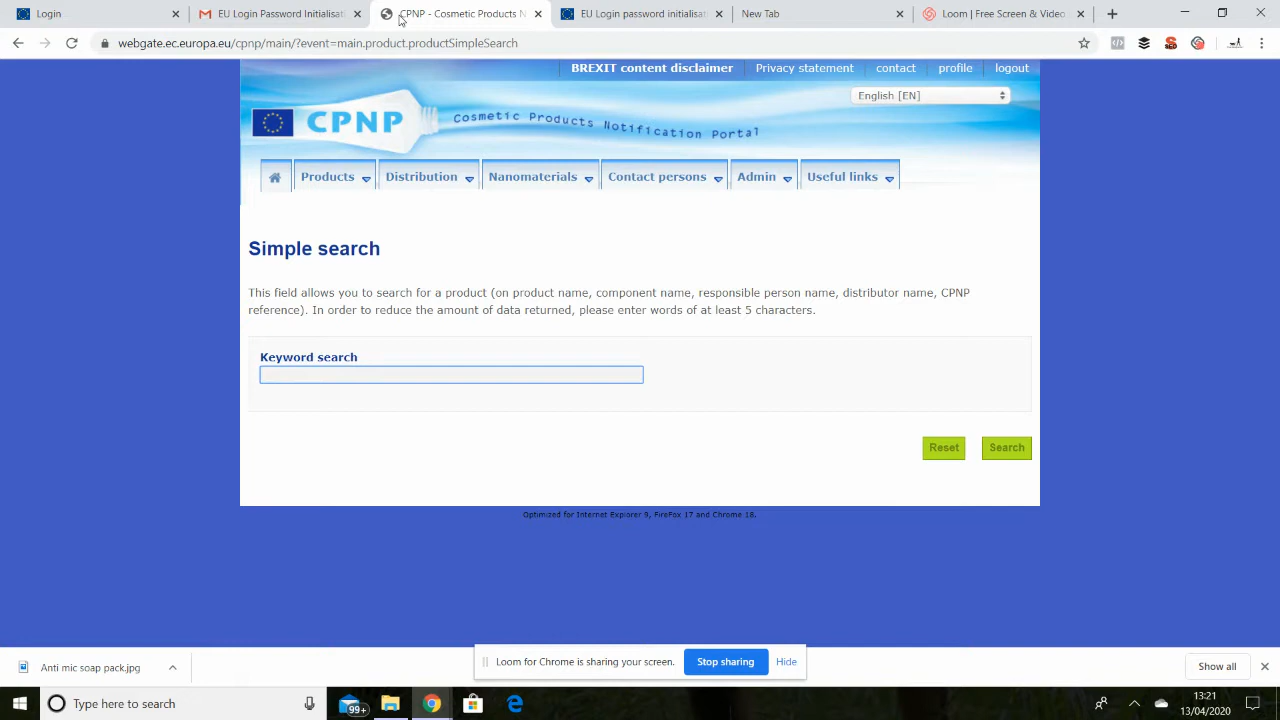 Login
EU Login Password Initialisat
CPNP - Cosmetic Products N
EU Login password initialisat
New Tab
Loom | Free Screen & Video
webgate.ec.europa.eu/cpnp/main/?event=main.product.productSimpleSearch
BREXIT content disclaimer
Privacy statement
contact
profile
logout
English [EN]
CPNP
Cosmetic Products Notification Portal
Products
Distribution
Nanomaterials
Contact persons
Admin
Useful links
Simple search
This field allows you to search for a product (on product name, component name, responsible person name, distributor name, CPNP
reference). In order to reduce the amount of data returned, please enter words of at least 5 characters.
Keyword search
Reset
Search
Optimized for Internet Explorer 9, FireFox 17 and Chrome 18.
Anti mic soap pack.jpg
Loom for Chrome is sharing your screen.
Stop sharing
Hide
Show all
Type here to search
99+
13:21
13/04/2020